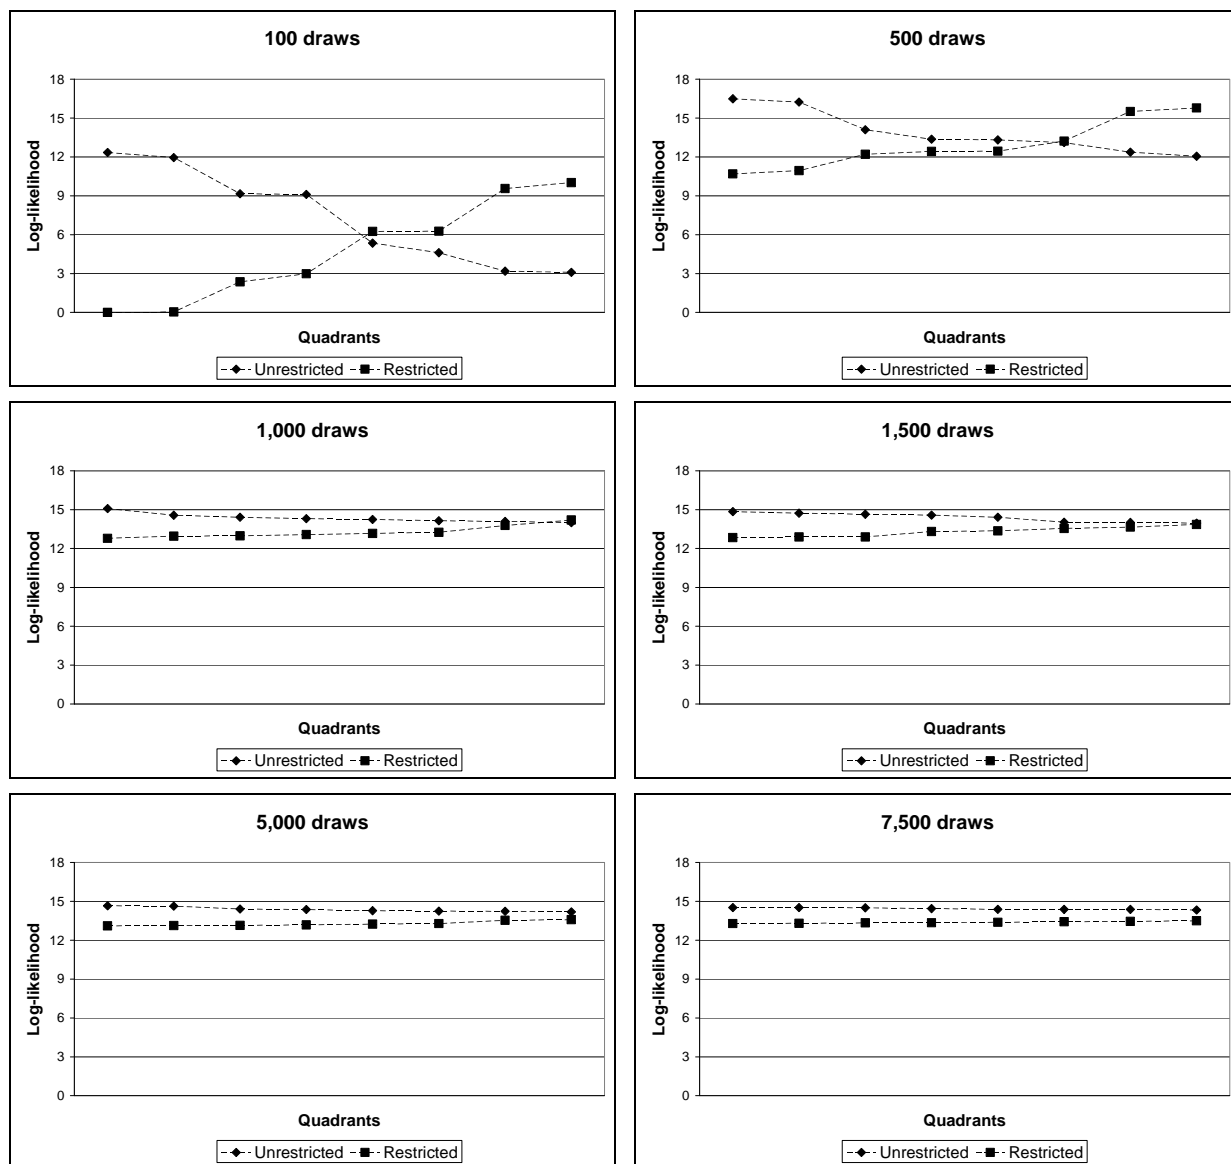 100 draws
18
15
12
9
6
3
0
Log-likelihood
Quadrants
Unrestricted Restricted
500 draws
18
15
12
9
6
3
0
Log-likelihood
Quadrants
Unrestricted Restricted
1,000 draws
18
15
12
9
6
3
0
Log-likelihood
Quadrants
Unrestricted Restricted
1,500 draws
18
15
12
9
6
3
0
Log-likelihood
Quadrants
Unrestricted Restricted
5,000 draws
18
15
12
9
6
3
0
Log-likelihood
Quadrants
Unrestricted Restricted
7,500 draws
18
15
12
9
6
3
0
Log-likelihood
Quadrants
Unrestricted Restricted